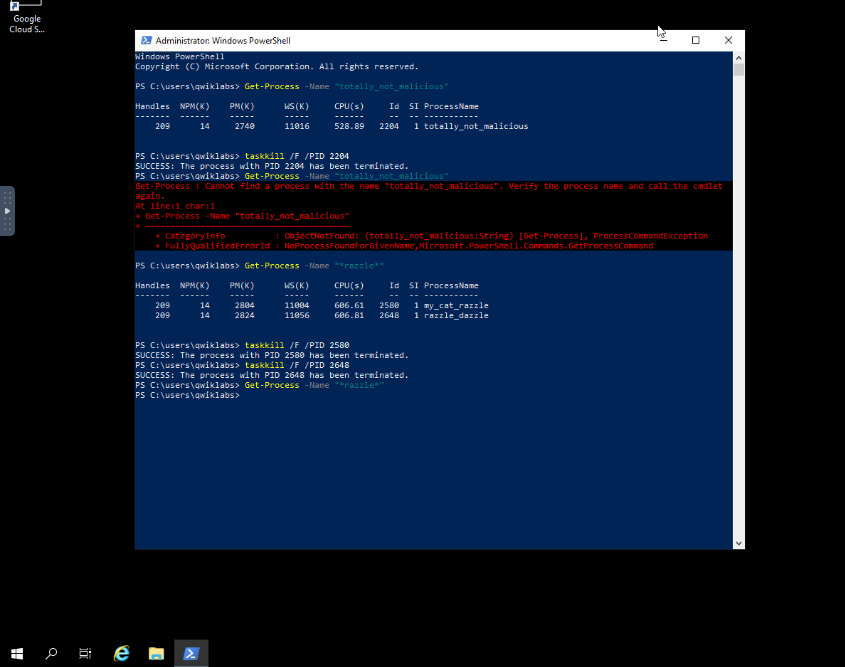 Google
Cloud S...
Administrator: Windows PowerShell
Windows PowerShell
Copyright (C) Microsoft Corporation. All rights reserved.
PS C:\users\qwiklabs> Get-Process -Name "totally_not_malicious"
Handles NPM(K) PM(K) WS(K) CPU(s) Id SI ProcessName
------- ------ ----- ----- ------ -- -- -----------
209 14 2740 11016 528.89 2204 1 totally_not_malicious
PS C:\users\qwiklabs> taskkill /F /PID 2204
SUCCESS: The process with PID 2204 has been terminated.
PS C:\users\qwiklabs> Get-Process -Name "totally_not_malicious"
Get-Process : Cannot find a process with the name "totally_not_malicious". Verify the process name and call the cmdlet
again.
At line:1 char:1
+ Get-Process -Name "totally_not_malicious"
+ ~~~~~~~~~~~~~~~~~~~~~~~~~~~~~~~~~~~~~~~~~
+ CategoryInfo : ObjectNotFound: (totally_not_malicious:String) [Get-Process], ProcessCommandException
+ FullyQualifiedErrorId : NoProcessFoundForGivenName,Microsoft.PowerShell.Commands.GetProcessCommand
PS C:\users\qwiklabs> Get-Process -Name "*razzle*"
Handles NPM(K) PM(K) WS(K) CPU(s) Id SI ProcessName
------- ------ ----- ----- ------ -- -- -----------
209 14 2804 11004 606.61 2580 1 my_cat_razzle
209 14 2824 11056 606.81 2648 1 razzle_dazzle
PS C:\users\qwiklabs> taskkill /F /PID 2580
SUCCESS: The process with PID 2580 has been terminated.
PS C:\users\qwiklabs> taskkill /F /PID 2648
SUCCESS: The process with PID 2648 has been terminated.
PS C:\users\qwiklabs> Get-Process -Name "*razzle*"
PS C:\users\qwiklabs>